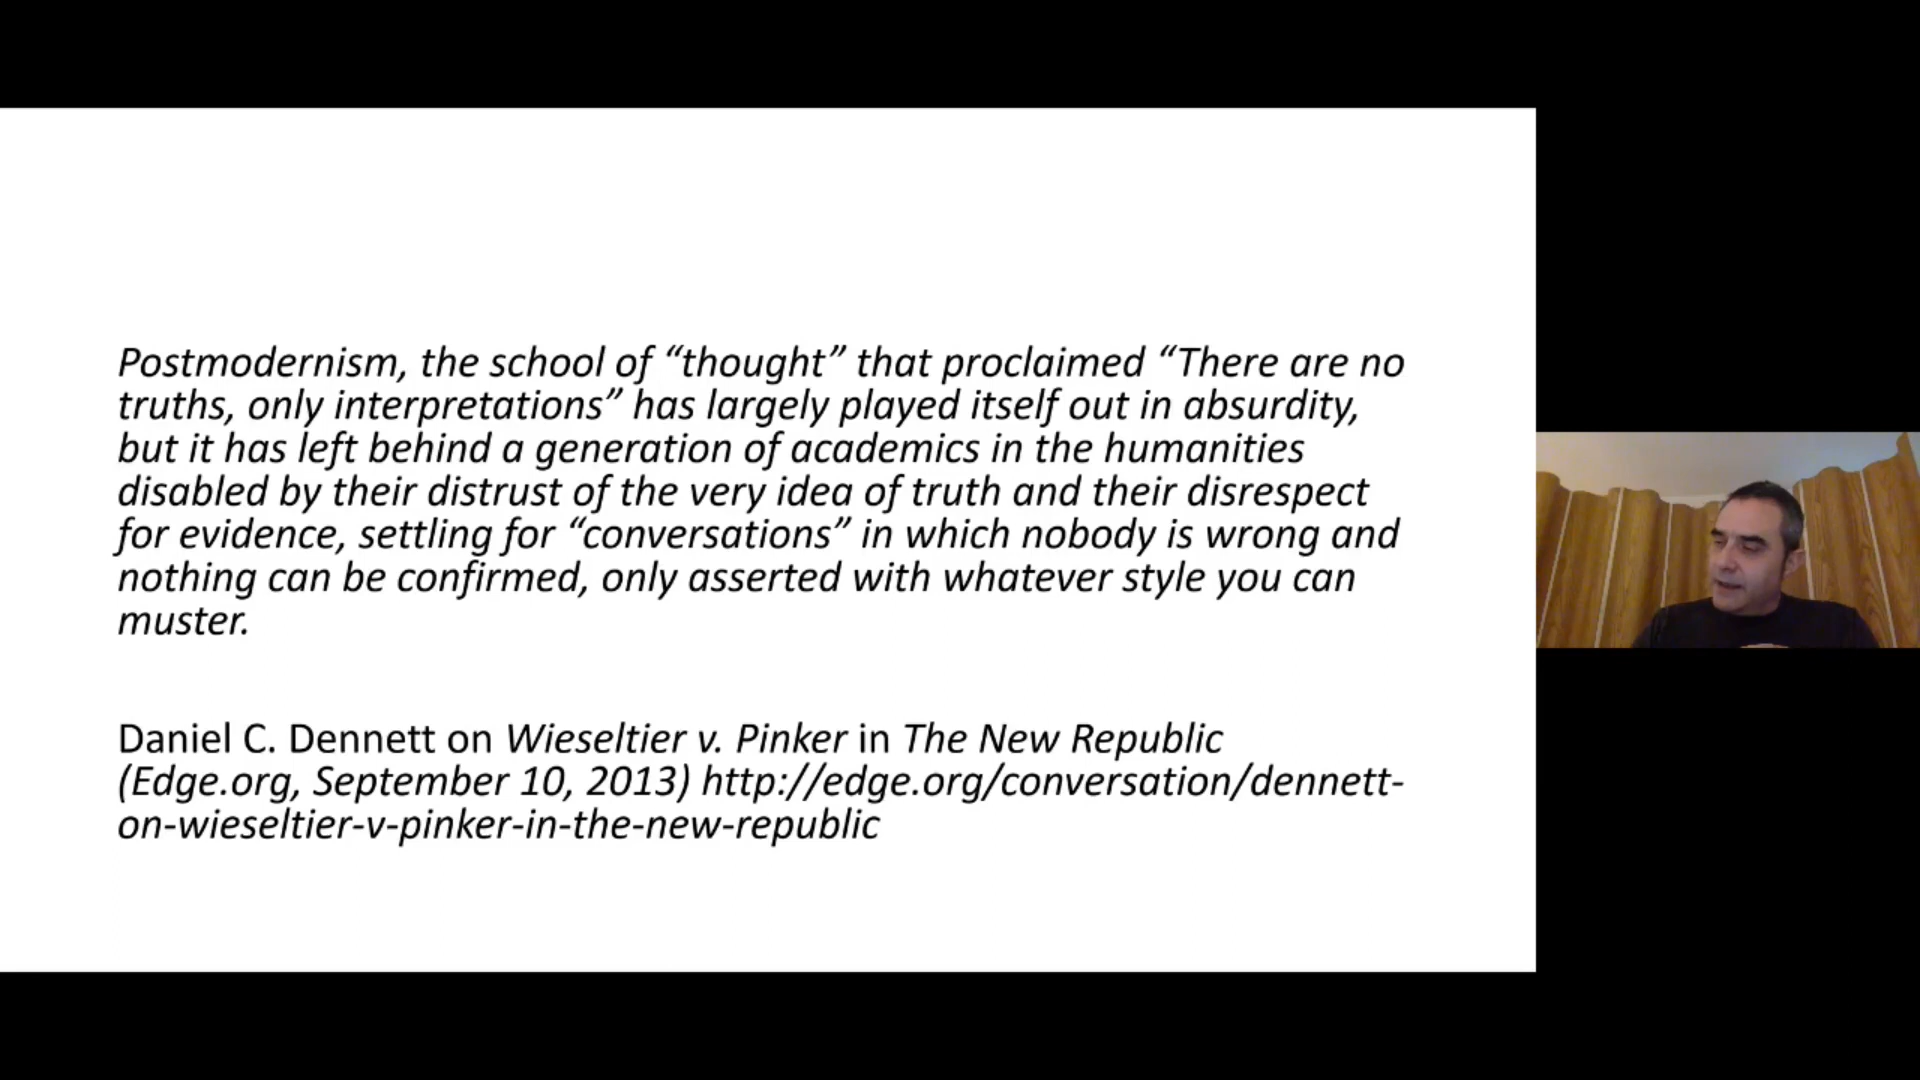 Postmodernism, the school of “thought” that proclaimed “There are no
truths, only interpretations” has largely played itself out in absurdity,
but it has left behind a generation of academics in the humanities
disabled by their distrust of the very idea of truth and their disrespect
for evidence, settling for “conversations” in which nobody is wrong and
nothing can be confirmed, only asserted with whatever style you can
muster.
Daniel C. Dennett on Wieseltier v. Pinker in The New Republic
(Edge.org, September 10, 2013) http://edge.org/conversation/dennett-
on-wieseltier-v-pinker-in-the-new-republic